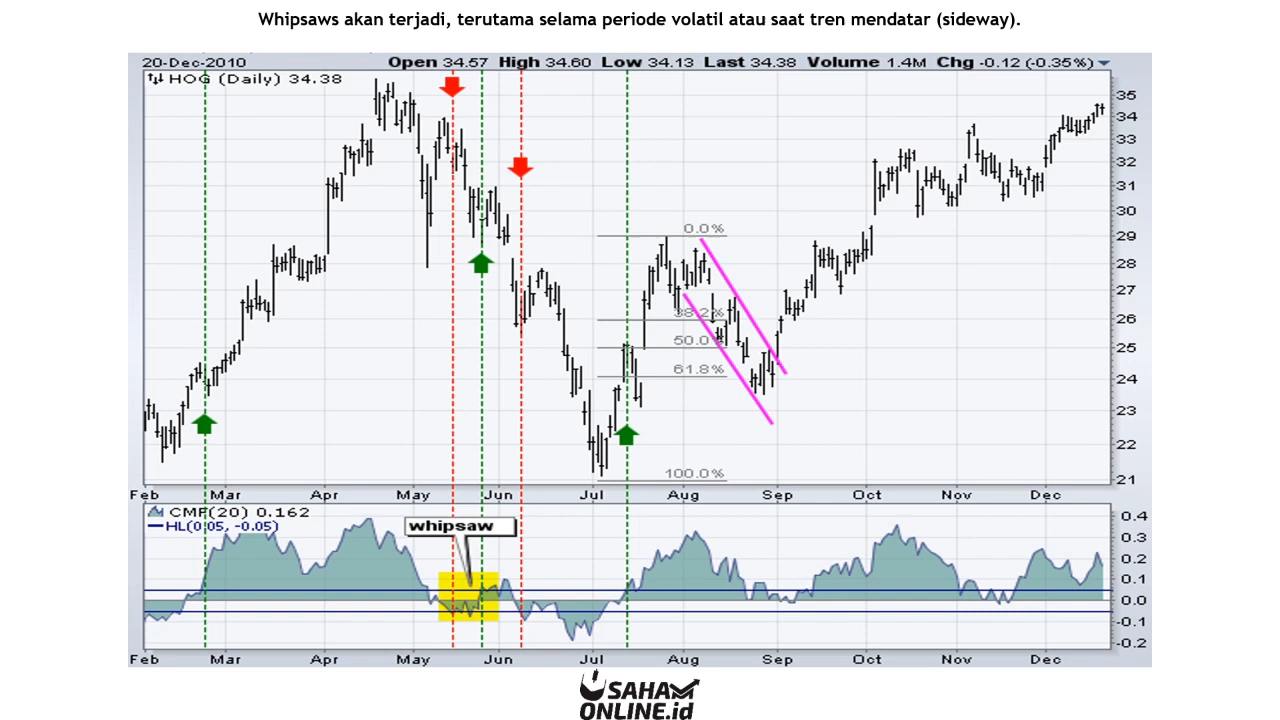 Whipsaws akan terjadi, terutama selama periode volatil atau saat tren mendatar (sideway).
20-Dec-2010 Open 34.57 High 34.60 Low 34.13 Last 34.38 Volume 1.4M Chg -0.12 (-0.35%)
HOG (Daily) 34.38
35
34
33
32
31
30
0.0%
29
28
27
38.2%
26
50.0%
25
61.8%
24
23
22
100.0%
21
Feb Mar Apr May Jun Jul Aug Sep Oct Nov Dec
CMF(20) 0.162
HL(0.05, -0.05)
whipsaw
0.4
0.3
0.2
0.1
0.0
-0.1
-0.2
Feb Mar Apr May Jun Jul Aug Sep Oct Nov Dec
SAHAM
ONLINE.id